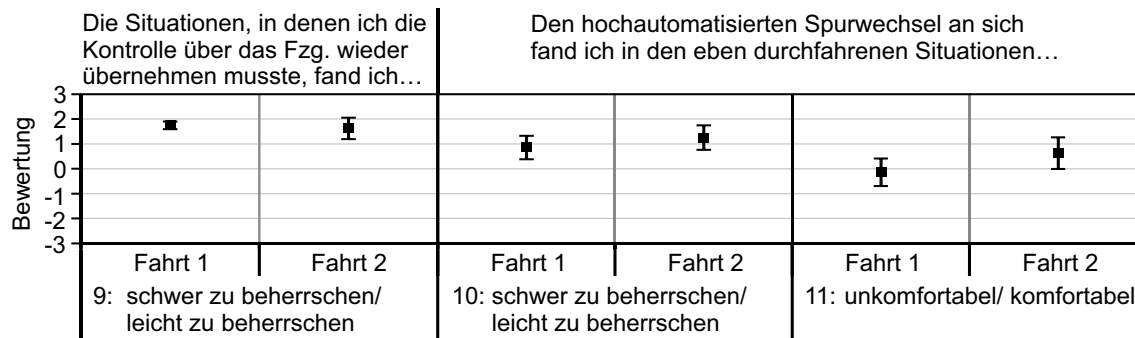 Die Situationen, in denen ich die
Kontrolle über das Fzg. wieder
übernehmen musste, fand ich…
Den hochautomatisierten Spurwechsel an sich
fand ich in den eben durchfahrenen Situationen…
Bewertung
3
2
1
0
-1
-2
-3
Fahrt 1
Fahrt 2
Fahrt 1
Fahrt 2
Fahrt 1
Fahrt 2
9: schwer zu beherrschen/
leicht zu beherrschen
10: schwer zu beherrschen/
leicht zu beherrschen
11: unkomfortabel/ komfortabel